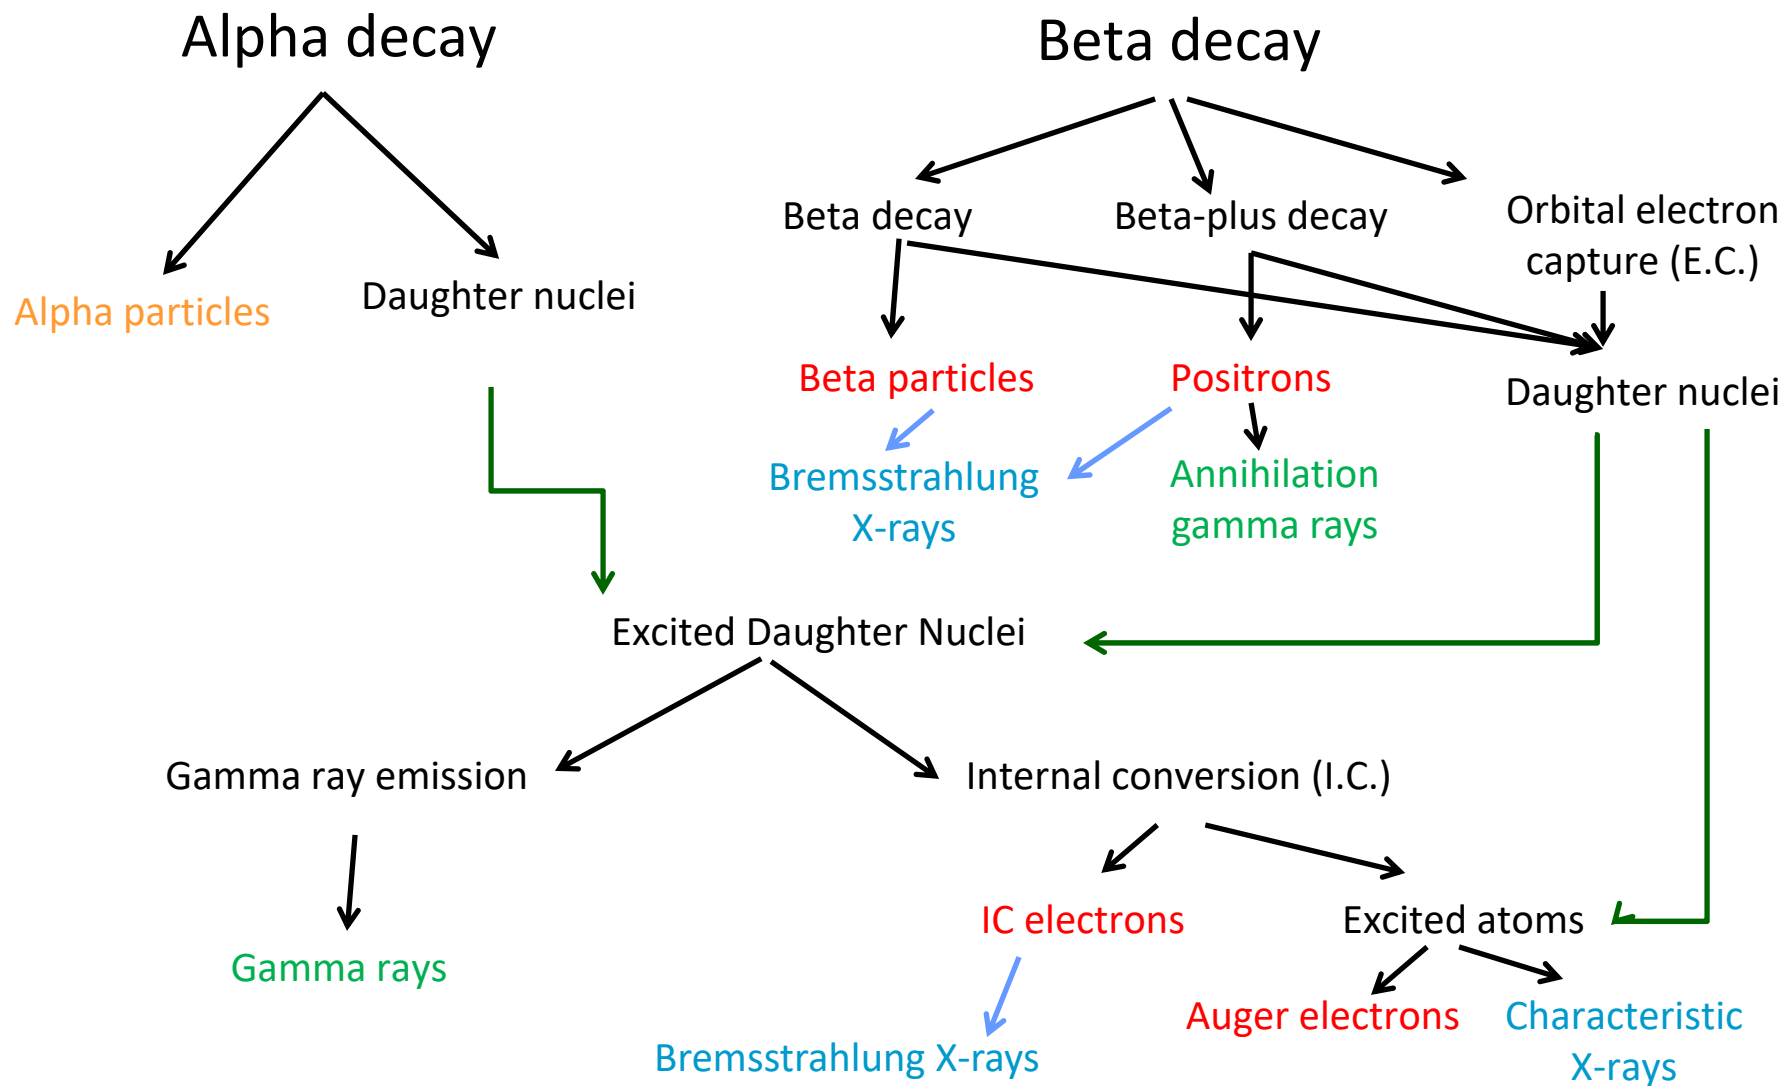 Alpha decay
Beta decay
Beta decay
Beta-plus decay
Orbital electron
capture (E.C.)
Alpha particles
Daughter nuclei
Beta particles
Positrons
Daughter nuclei
Bremsstrahlung
X-rays
Annihilation
gamma rays
Excited Daughter Nuclei
Gamma ray emission
Internal conversion (I.C.)
Gamma rays
IC electrons
Excited atoms
Auger electrons
Characteristic
X-rays
Bremsstrahlung X-rays